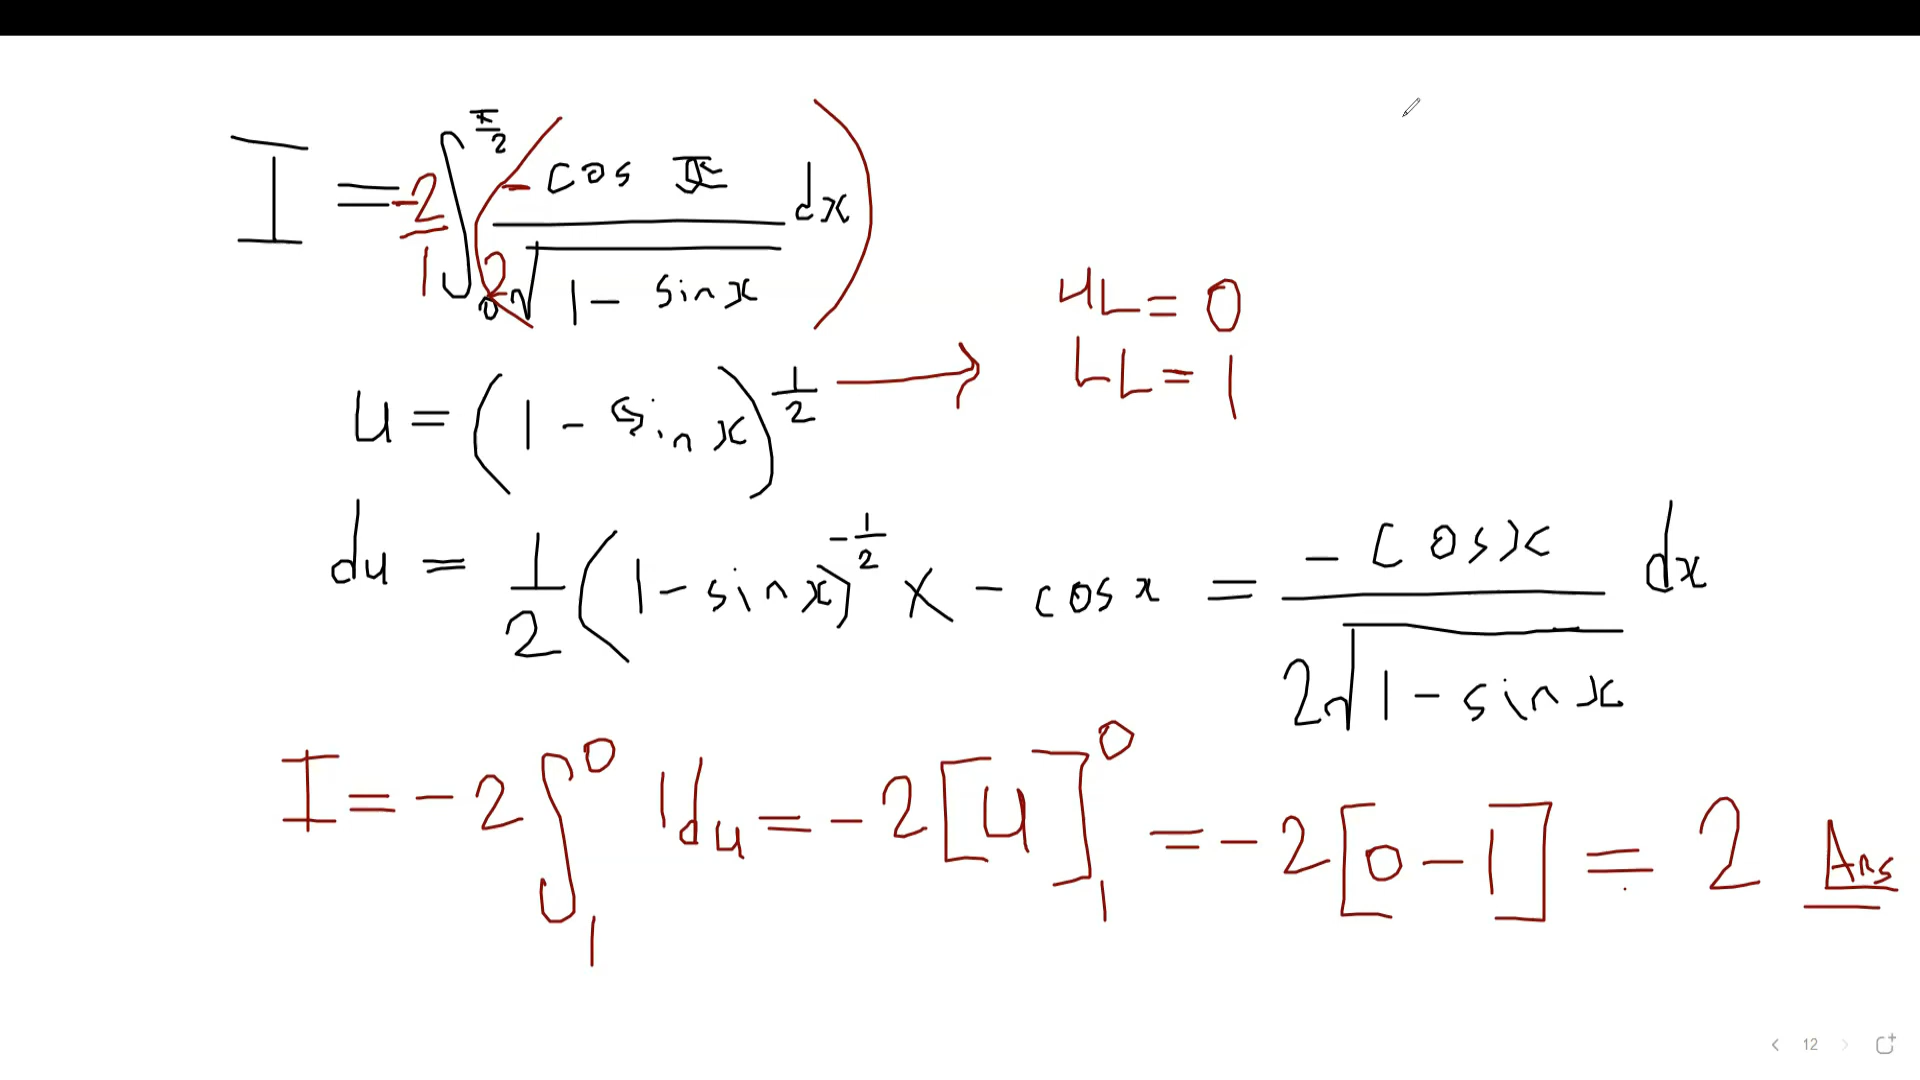 I = -2/1 ∫₀^(π/2) (-cos x / 2√(1 - sin x) dx)
UL = 0
LL = 1
u = (1 - sin x)^(1/2) →
du = 1/2 (1 - sin x)^(-1/2) × - cos x = -cos x / 2√(1 - sin x) dx
I = -2 ∫₁⁰ 1 du = -2 [u]₁⁰ = -2 [0 - 1] = 2 Ans
12